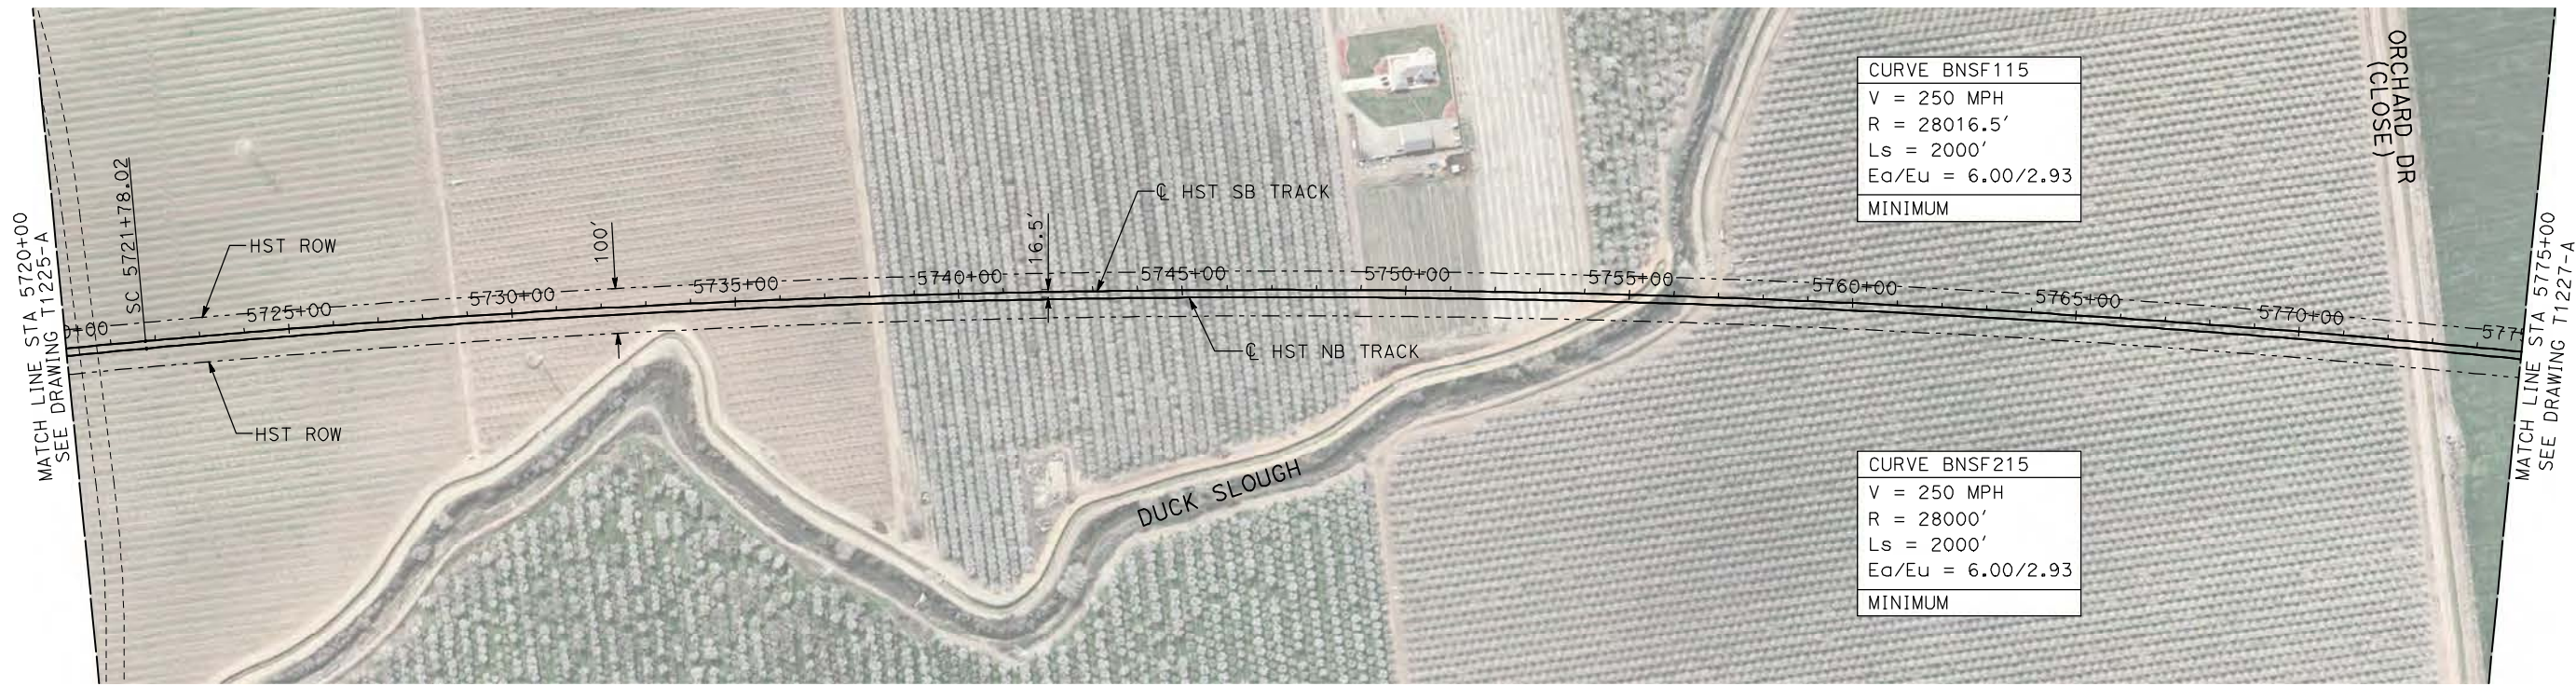 CURVE BNSF115
V = 250 MPH
R = 28016.5′
Ls = 2000′
Ea/Eu = 6.00/2.93
MINIMUM
ORCHARD DR
(CLOSE)
MATCH LINE STA 5720+00
SEE DRAWING T1225-A
SC 5721+78.02
HST ROW
100′
16.5′
℄ HST SB TRACK
0+00
5725+00
5730+00
5735+00
5740+00
5745+00
5750+00
5755+00
5760+00
5765+00
5770+00
577
℄ HST NB TRACK
HST ROW
DUCK SLOUGH
MATCH LINE STA 5775+00
SEE DRAWING T1227-A
CURVE BNSF215
V = 250 MPH
R = 28000′
Ls = 2000′
Ea/Eu = 6.00/2.93
MINIMUM